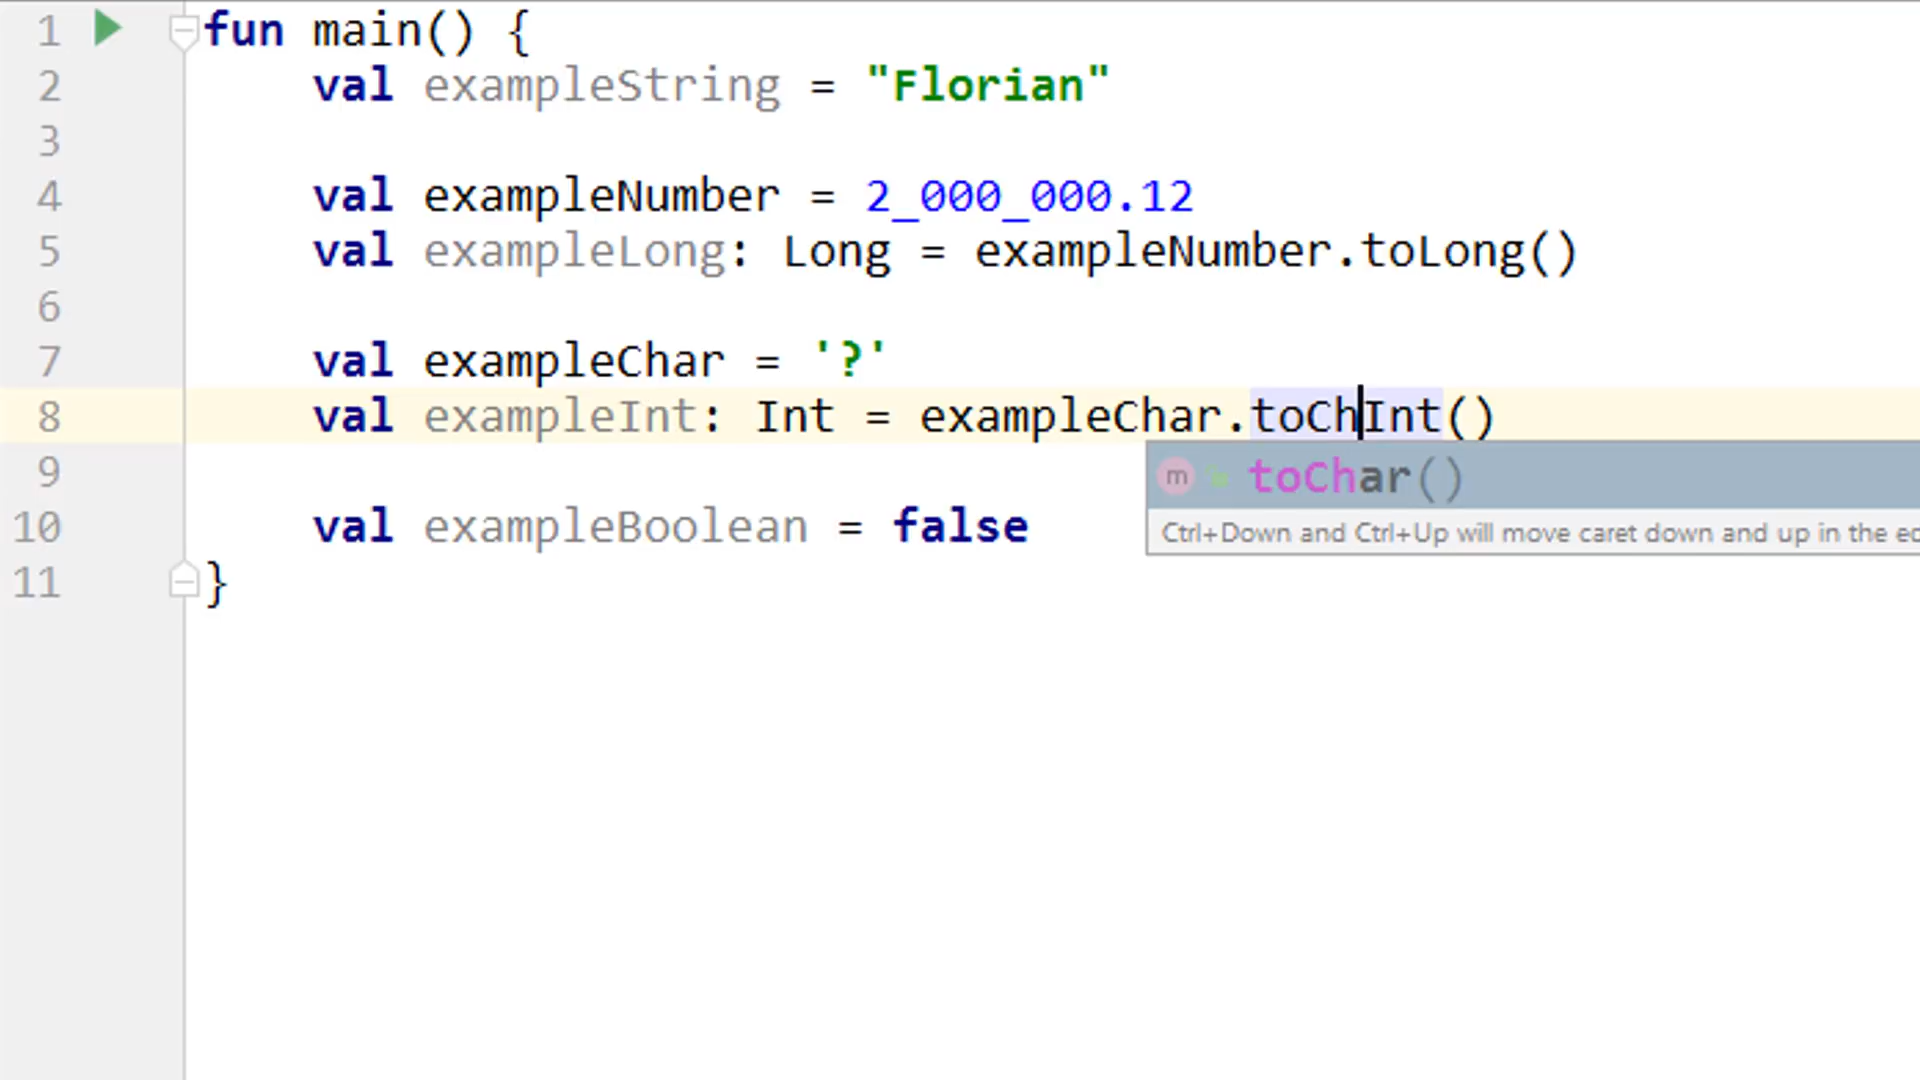 1 fun main() {
2 val exampleString = "Florian"
3
4 val exampleNumber = 2_000_000.12
5 val exampleLong: Long = exampleNumber.toLong()
6
7 val exampleChar = '?'
8 val exampleInt: Int = exampleChar.toChInt()
m toChar()
9
Ctrl+Down and Ctrl+Up will move caret down and up in the
10 val exampleBoolean = false
11 }